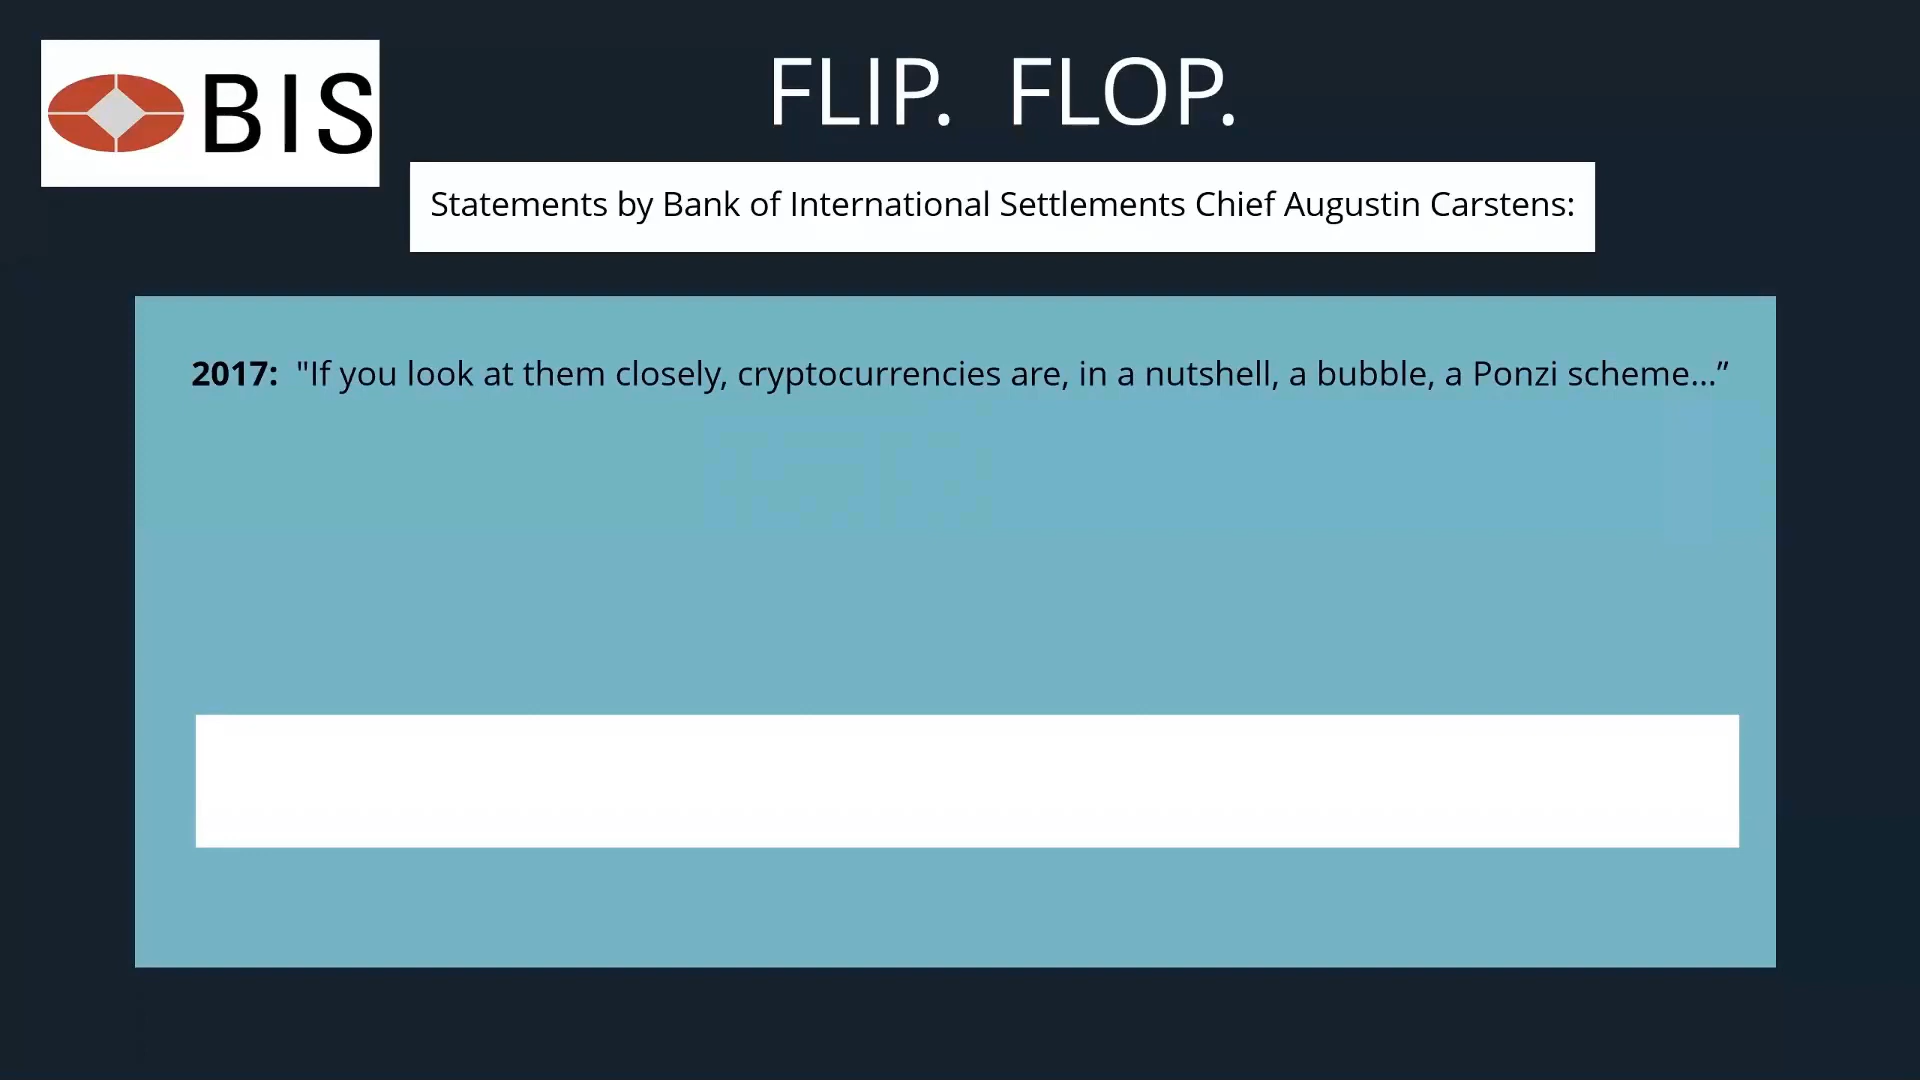 BIS
FLIP. FLOP.
Statements by Bank of International Settlements Chief Augustin Carstens:
2017: "If you look at them closely, cryptocurrencies are, in a nutshell, a bubble, a Ponzi scheme...”